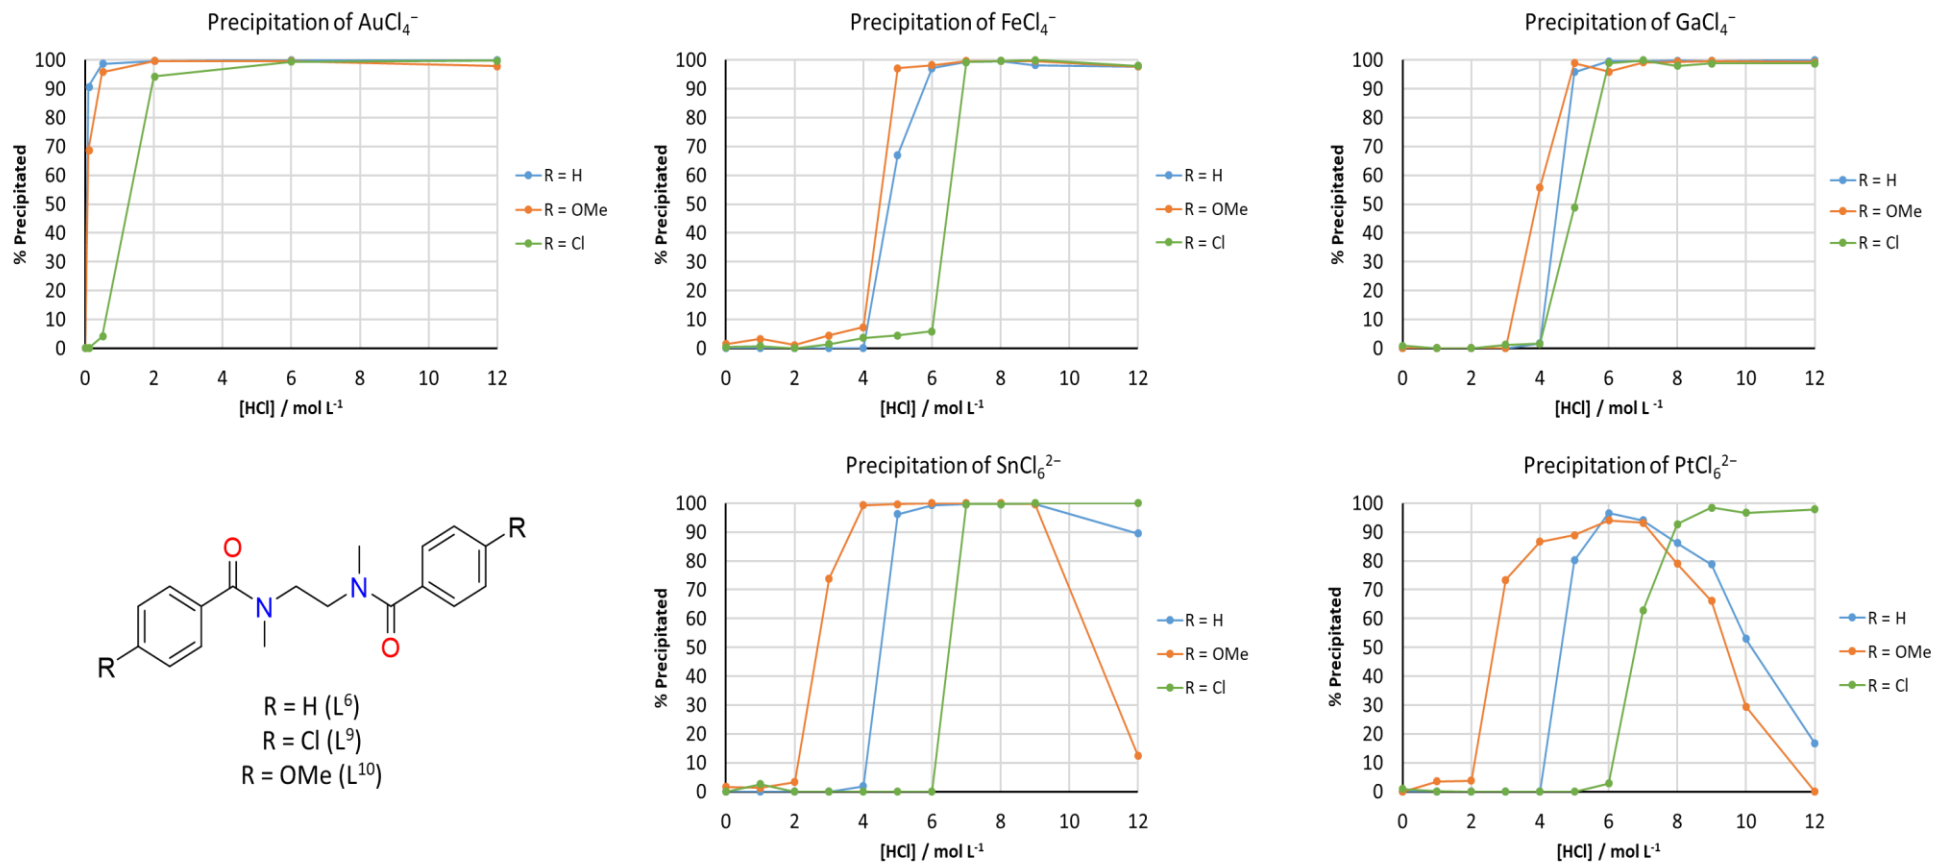 Precipitation of AuCl₄⁻
100
90
80
70
60
50
40
30
20
10
0
% Precipitated
0 2 4 6 8 10 12
[HCl] / mol L⁻¹
R = H
R = OMe
R = Cl
Precipitation of FeCl₄⁻
100
90
80
70
60
50
40
30
20
10
0
% Precipitated
0 2 4 6 8 10 12
[HCl] / mol L⁻¹
R = H
R = OMe
R = Cl
Precipitation of GaCl₄⁻
100
90
80
70
60
50
40
30
20
10
0
% Precipitated
0 2 4 6 8 10 12
[HCl] / mol L ⁻¹
R = H
R = OMe
R = Cl
R
O
N
N
O
R
R = H (L⁶)
R = Cl (L⁹)
R = OMe (L¹⁰)
Precipitation of SnCl₆²⁻
100
90
80
70
60
50
40
30
20
10
0
% Precipitated
0 2 4 6 8 10 12
[HCl] / mol L⁻¹
R = H
R = OMe
R = Cl
Precipitation of PtCl₆²⁻
100
90
80
70
60
50
40
30
20
10
0
% Precipitated
0 2 4 6 8 10 12
[HCl] / mol L⁻¹
R = H
R = OMe
R = Cl